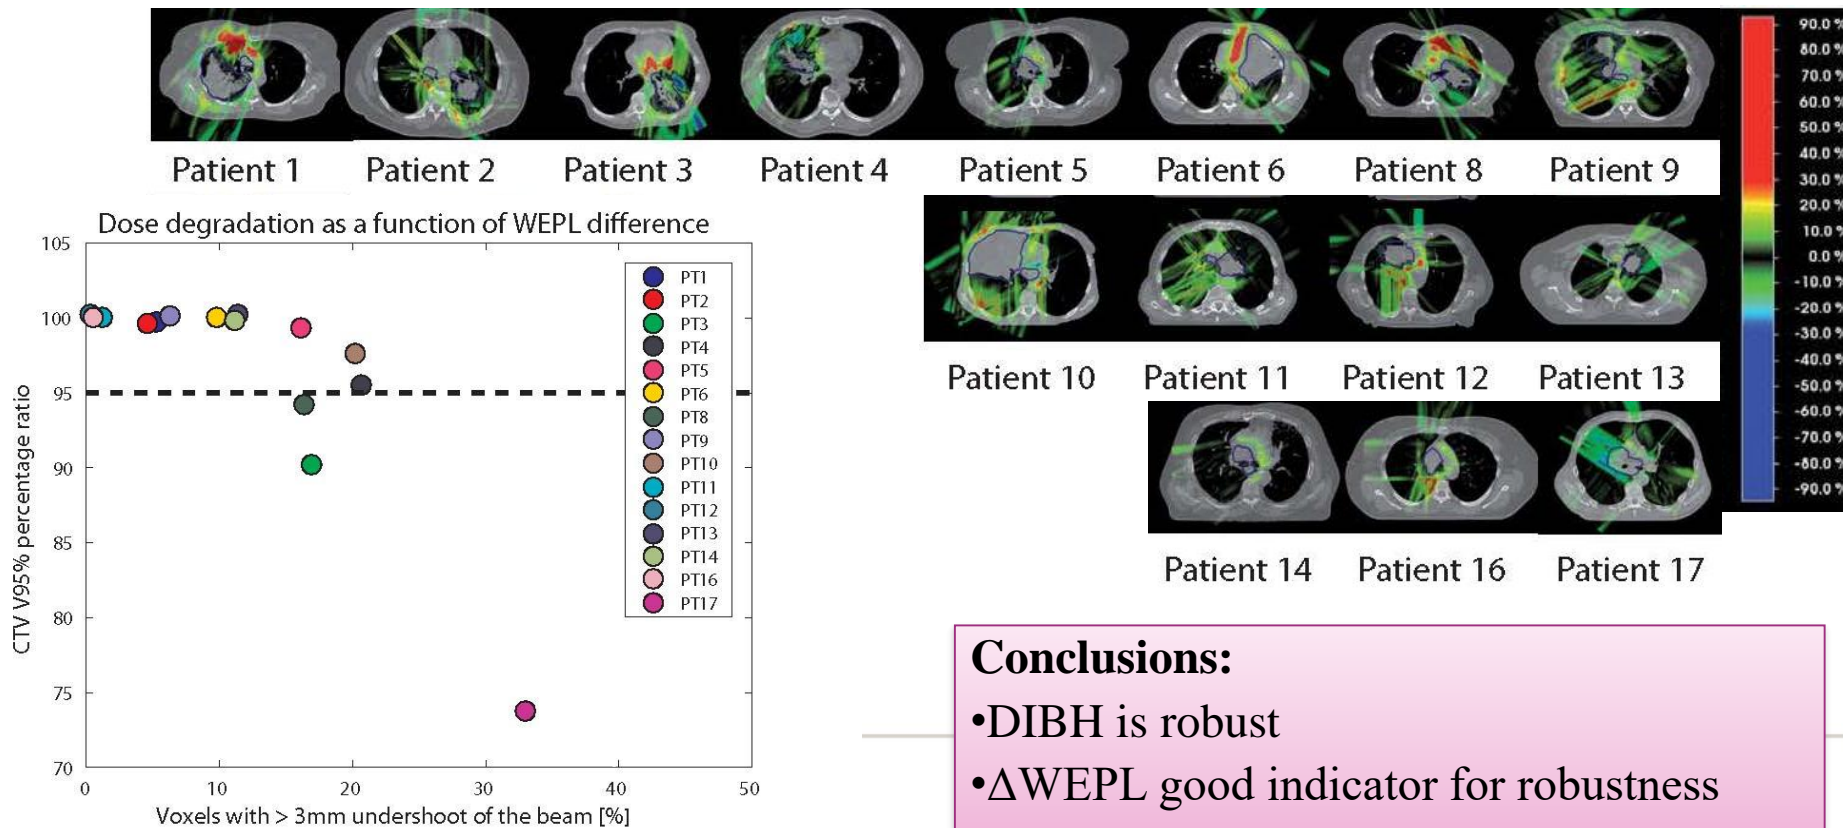 Patient 1 Patient 2 Patient 3 Patient 4 Patient 5 Patient 6 Patient 8 Patient 9
90.0 %
80.0 %
70.0 %
60.0 %
50.0 %
40.0 %
30.0 %
20.0 %
10.0 %
0.0 %
-10.0 %
-20.0 %
-30.0 %
-40.0 %
-50.0 %
-60.0 %
-70.0 %
-80.0 %
-90.0 %
Patient 10 Patient 11 Patient 12 Patient 13
Patient 14 Patient 16 Patient 17
Dose degradation as a function of WEPL difference
CTV V95% percentage ratio
105
100
95
90
85
80
75
70
0 10 20 30 40 50
Voxels with > 3mm undershoot of the beam [%]
PT1
PT2
PT3
PT4
PT5
PT6
PT8
PT9
PT10
PT11
PT12
PT13
PT14
PT16
PT17
Conclusions:
•DIBH is robust
•ΔWEPL good indicator for robustness